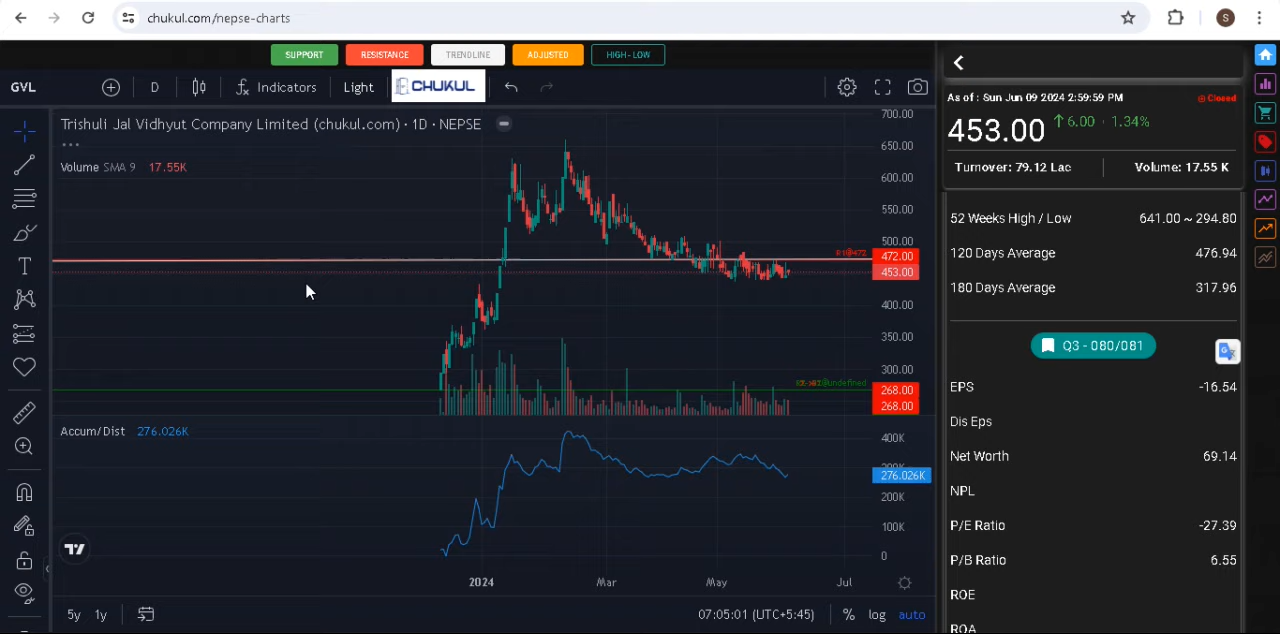 chukul.com/nepse-charts
S
SUPPORT RESISTANCE TRENDLINE ADJUSTED HIGH-LOW
GVL D Indicators Light CHUKUL
Trishuli Jal Vidhyut Company Limited (chukul.com) · 1D · NEPSE
Volume SMA 9 17.55K
700.00
650.00
600.00
550.00
500.00
R1@472 472.00
453.00
400.00
350.00
300.00
268.00
268.00
Accum/Dist 276.026K
400K
276.026K
200K
100K
0
2024 Mar May Jul
5y 1y 07:05:01 (UTC+5:45) % log auto
As of : Sun Jun 09 2024 2:59:59 PM Closed
453.00 ↑ 6.00 · 1.34%
Turnover: 79.12 Lac Volume: 17.55 K
52 Weeks High / Low 641.00 ~ 294.80
120 Days Average 476.94
180 Days Average 317.96
Q3 - 080/081
EPS -16.54
Dis Eps
Net Worth 69.14
NPL
P/E Ratio -27.39
P/B Ratio 6.55
ROE
ROA